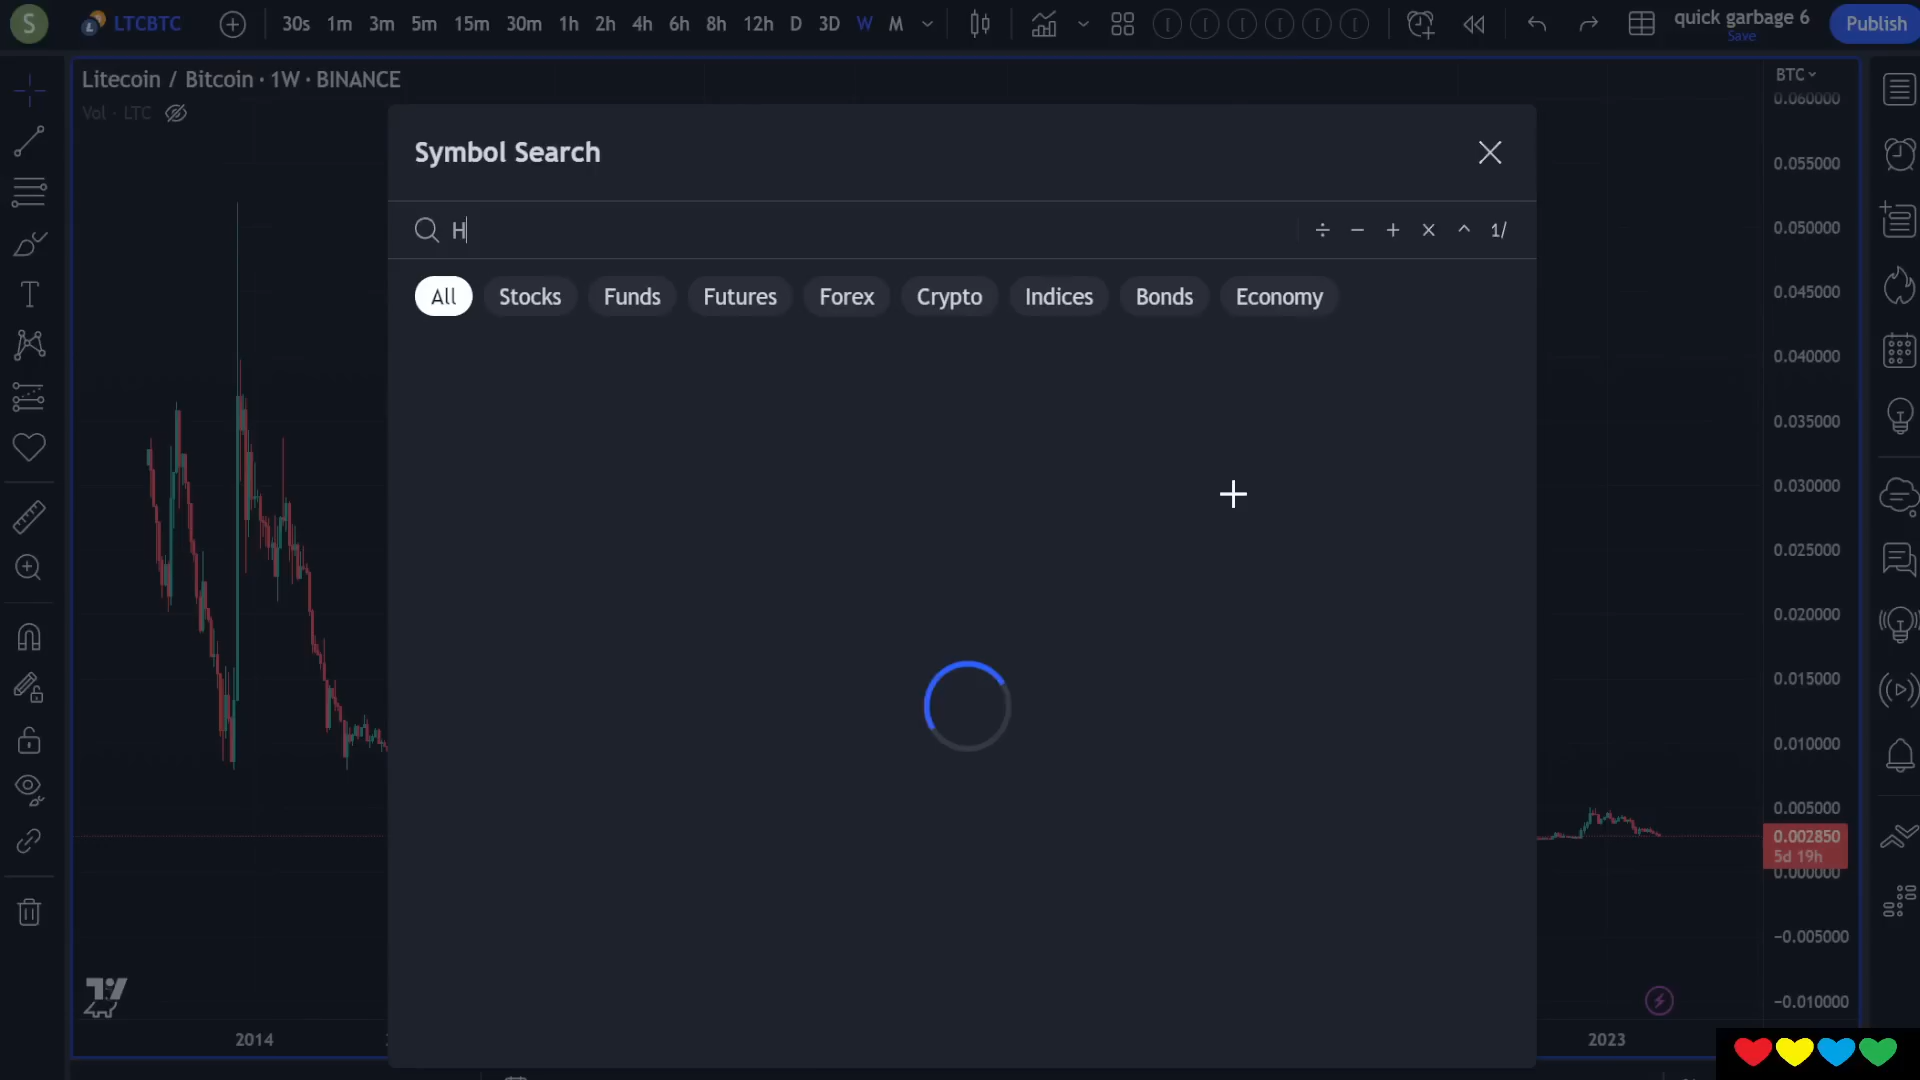 S LTCBTC 30s 1m 3m 5m 15m 30m 1h 2h 4h 6h 8h 12h D 3D W M quick garbage 6 Publish
Save
Litecoin / Bitcoin · 1W · BINANCE
Vol · LTC
BTC
0.060000
Symbol Search
0.055000
H ÷ − + × ^ 1/
0.050000
All Stocks Funds Futures Forex Crypto Indices Bonds Economy
0.045000
0.040000
0.035000
0.030000
0.025000
0.020000
0.015000
0.010000
0.005000
0.002850
5d 19h
0.000000
−0.005000
−0.010000
2014 2023